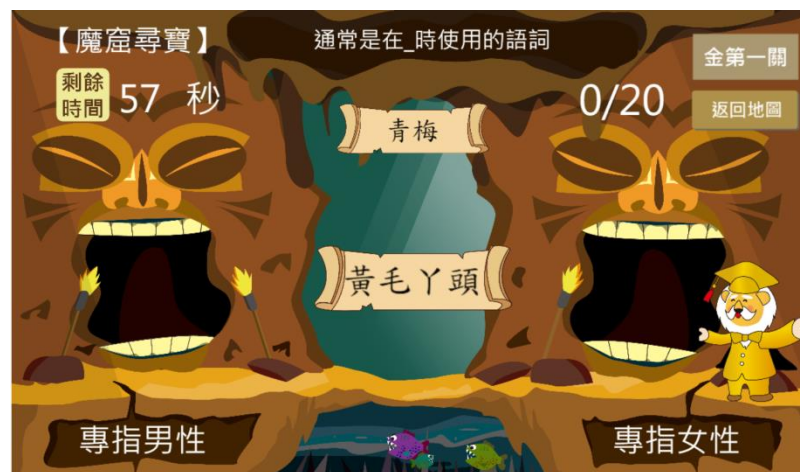 【魔窟尋寶】
通常是在_時使用的語詞
金第一關
剩餘時間
57 秒
0/20
返回地圖
青梅
黃毛丫頭
專指男性
專指女性